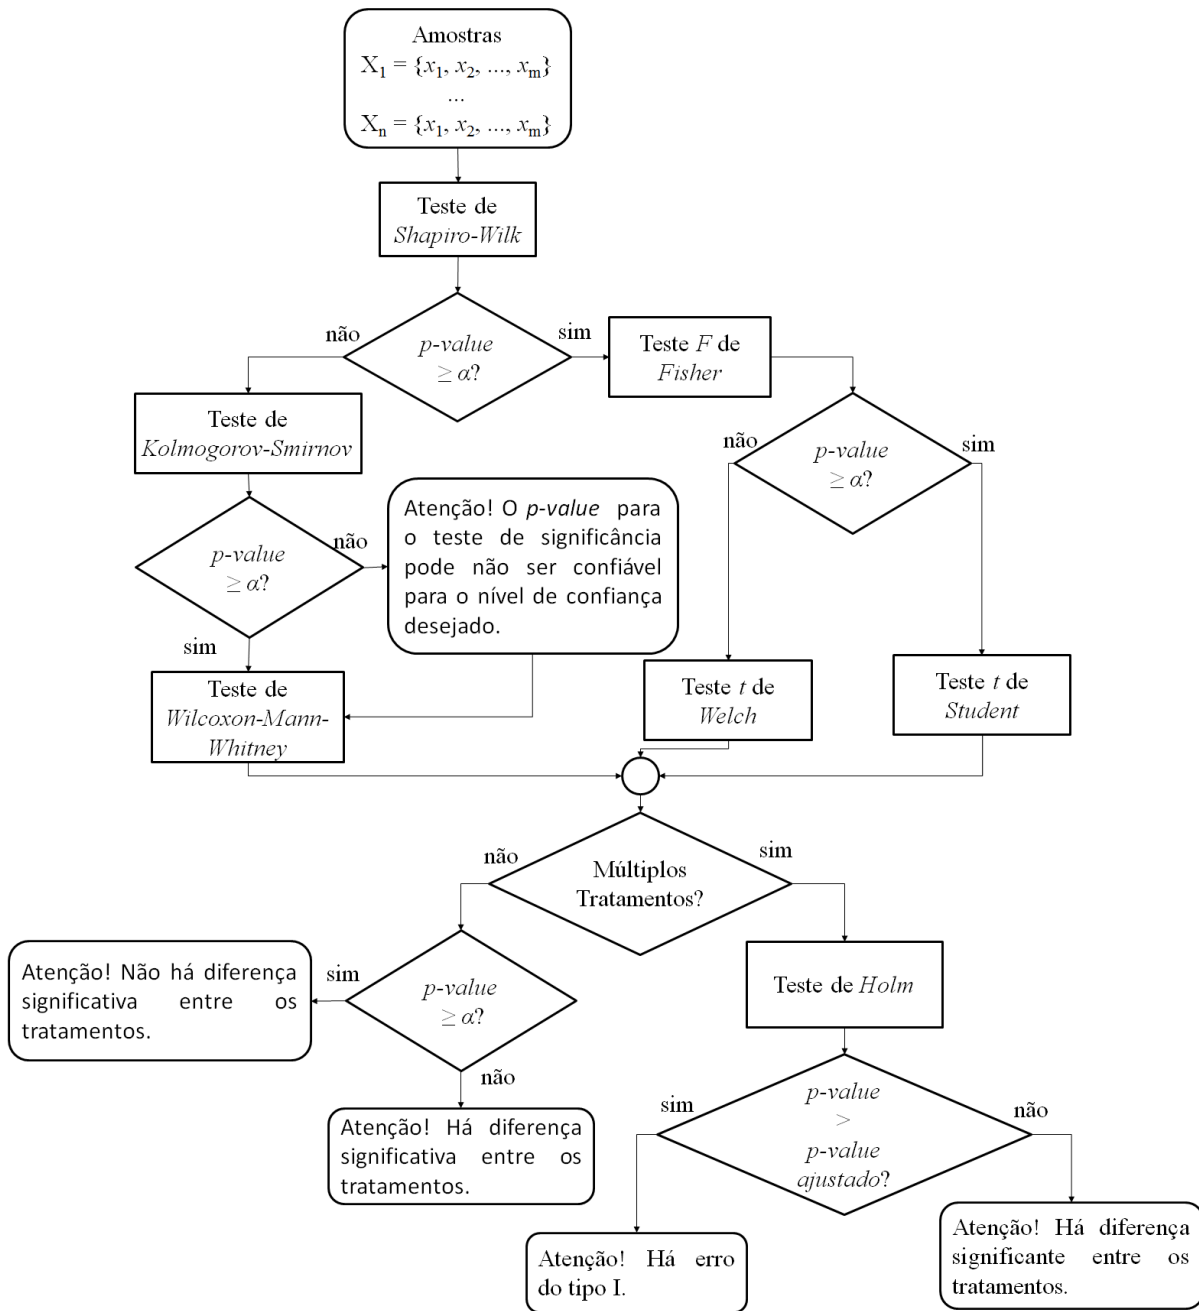 Amostras
X1 = {x1, x2, ..., xm}
...
Xn = {x1, x2, ..., xm}
Teste de
Shapiro-Wilk
não
sim
p-value
≥ α?
Teste F de
Fisher
Teste de
Kolmogorov-Smirnov
não
sim
p-value
≥ α?
p-value
≥ α?
não
sim
Atenção! O p-value para
o teste de significância
pode não ser confiável
para o nível de confiança
desejado.
Teste de
Wilcoxon-Mann-
Whitney
Teste t de
Welch
Teste t de
Student
não
sim
Múltiplos
Tratamentos?
Atenção! Não há diferença
significativa entre os
tratamentos.
sim
p-value
≥ α?
não
Teste de Holm
Atenção! Há diferença
significativa entre os
tratamentos.
sim
não
p-value
>
p-value
ajustado?
Atenção! Há erro
do tipo I.
Atenção! Há diferença
significante entre os
tratamentos.